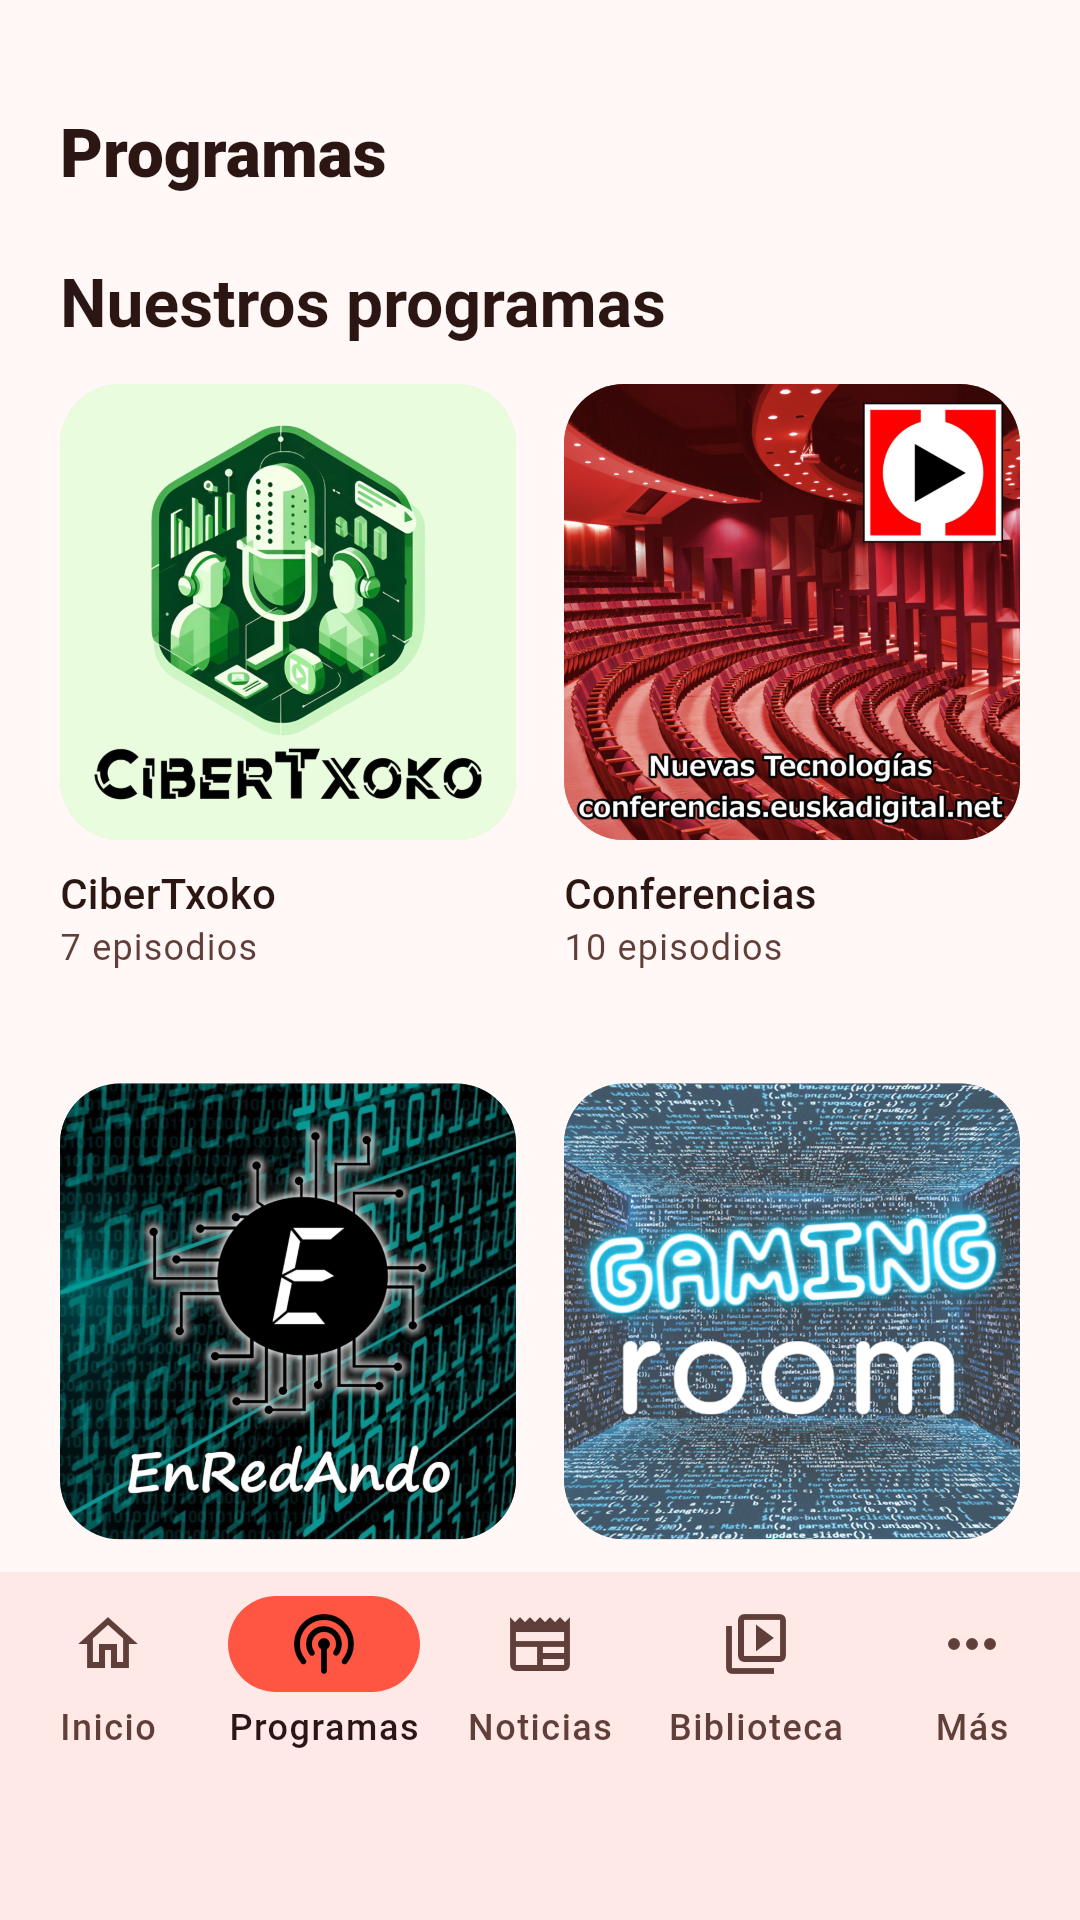 Programas
Nuestros programas
CiberTxoko
Nuevas Tecnologías
conferencias.euskadigital.net
CiberTxoko
7 episodios
Conferencias
10 episodios
E
EnRedAndo
GAMING
room
Inicio
Programas
Noticias
Biblioteca
Más